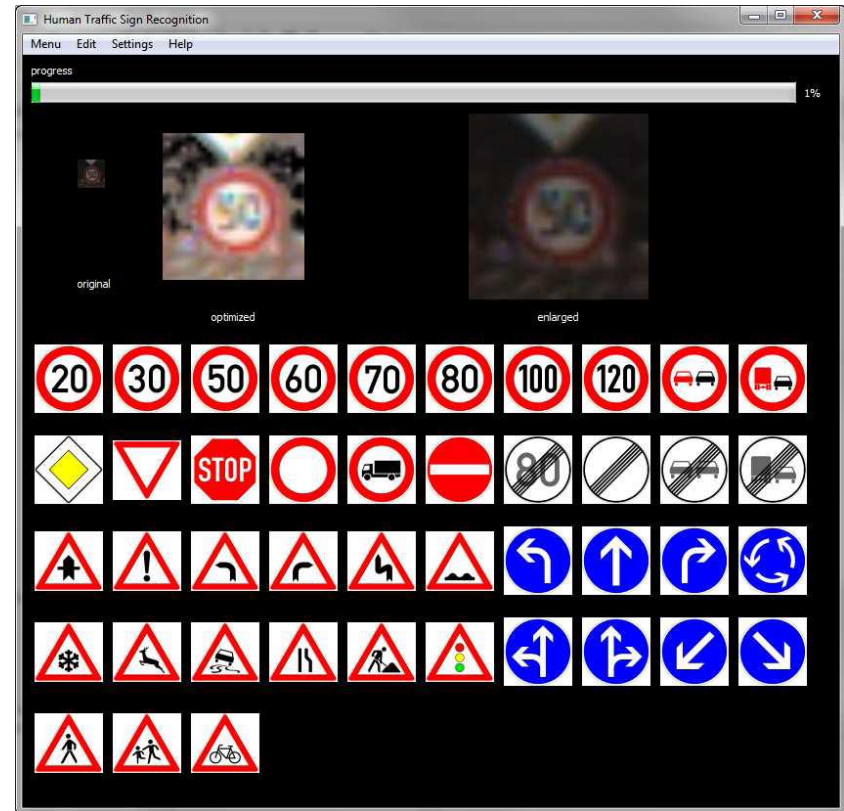 Human Traffic Sign Recognition
Menu Edit Settings Help
progress
1%
original
optimized
enlarged
20 30 50 60 70 80 100 120
STOP 80